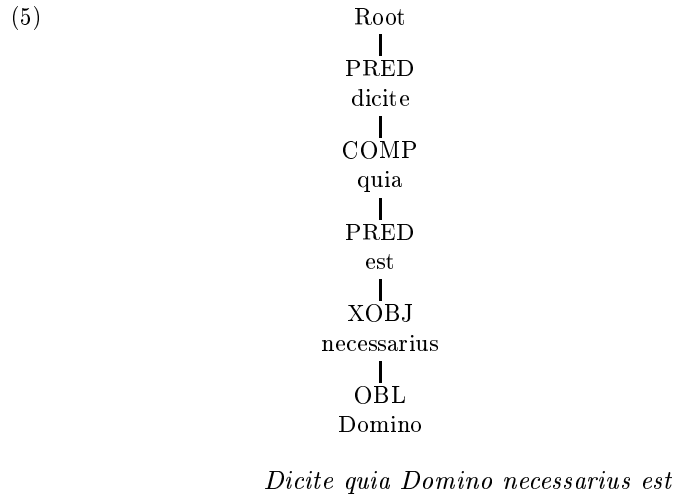 (5) Root
PRED
dicite
COMP
quia
PRED
est
XOBJ
necessarius
OBL
Domino
Dicite quia Domino necessarius est